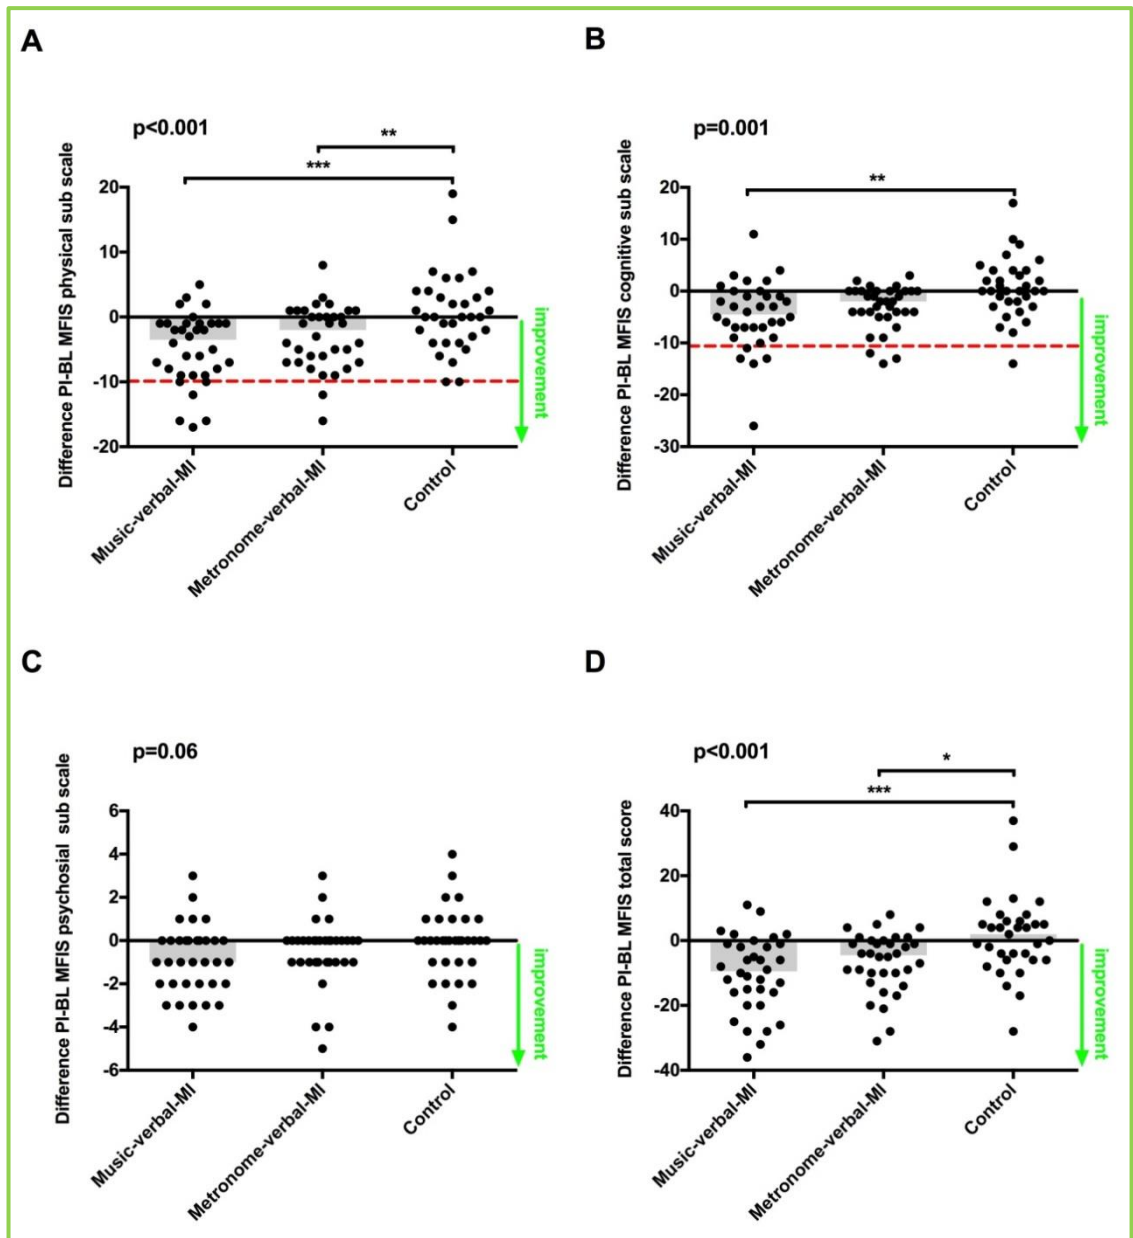 A
p<0.001
**
***
Difference PI-BL MFIS physical sub scale
20
10
0
-10
-20
improvement
Music-verbal-MI
Metronome-verbal-MI
Control
B
p=0.001
**
Difference PI-BL MFIS cognitive sub scale
20
10
0
-10
-20
-30
improvement
Music-verbal-MI
Metronome-verbal-MI
Control
C
p=0.06
Difference PI-BL MFIS psychosial sub scale
6
4
2
0
-2
-4
-6
improvement
Music-verbal-MI
Metronome-verbal-MI
Control
D
p<0.001
*
***
Difference PI-BL MFIS total score
40
20
0
-20
-40
improvement
Music-verbal-MI
Metronome-verbal-MI
Control